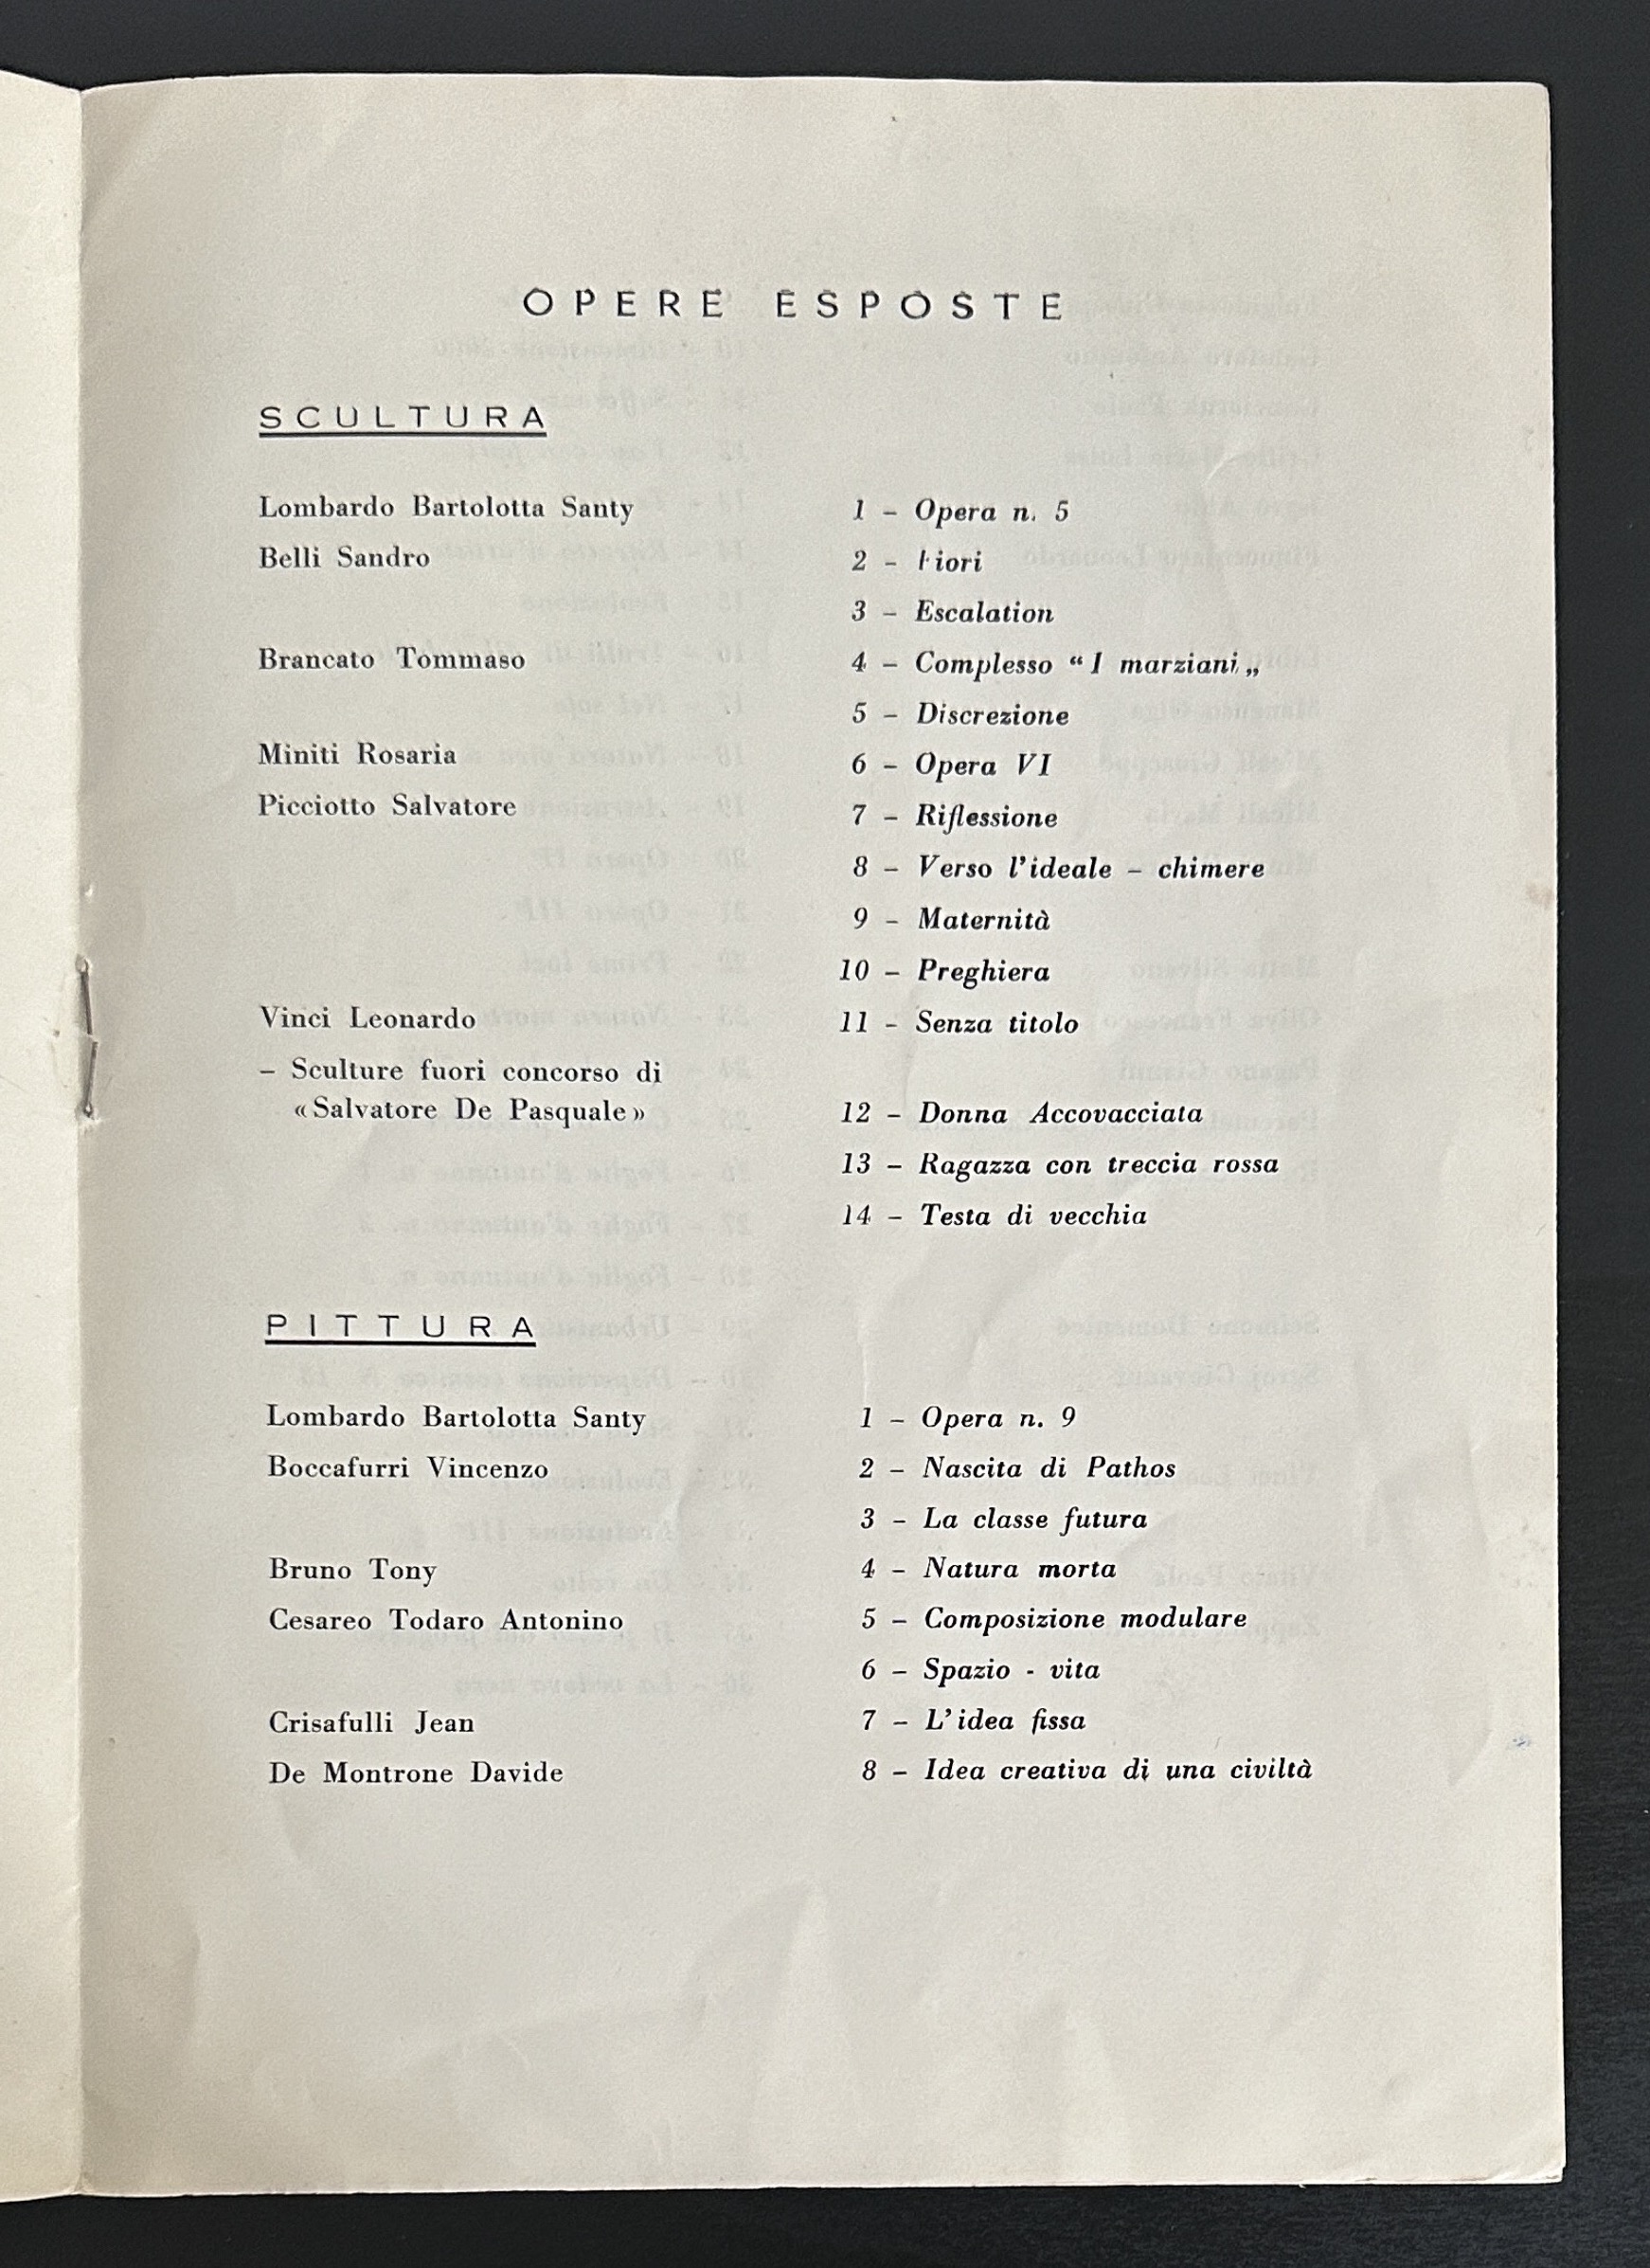 OPERE ESPOSTE
SCULTURA
Lombardo Bartolotta Santy 1 – Opera n. 5
Belli Sandro 2 – Fiori
3 – Escalation
Brancato Tommaso 4 – Complesso “I marziani„
5 – Discrezione
Miniti Rosaria 6 – Opera VI
Picciotto Salvatore 7 – Riflessione
8 – Verso l'ideale – chimere
9 – Maternità
10 – Preghiera
Vinci Leonardo 11 – Senza titolo
– Sculture fuori concorso di
«Salvatore De Pasquale» 12 – Donna Accovacciata
13 – Ragazza con treccia rossa
14 – Testa di vecchia
PITTURA
Lombardo Bartolotta Santy 1 – Opera n. 9
Boccafurri Vincenzo 2 – Nascita di Pathos
3 – La classe futura
Bruno Tony 4 – Natura morta
Cesareo Todaro Antonino 5 – Composizione modulare
6 – Spazio - vita
Crisafulli Jean 7 – L'idea fissa
De Montrone Davide 8 – Idea creativa di una civiltà